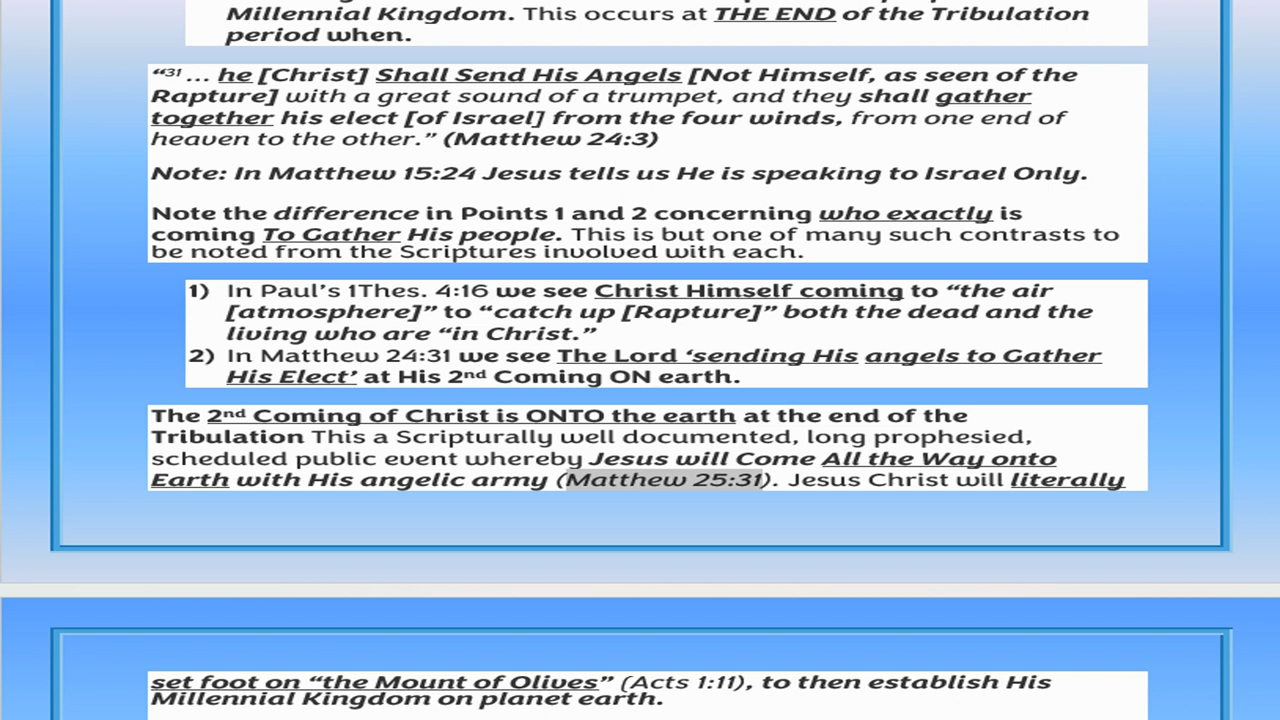 Millennial Kingdom. This occurs at THE END of the Tribulation
period when.
“31 ... he [Christ] Shall Send His Angels [Not Himself, as seen of the
Rapture] with a great sound of a trumpet, and they shall gather
together his elect [of Israel] from the four winds, from one end of
heaven to the other.” (Matthew 24:3)
Note: In Matthew 15:24 Jesus tells us He is speaking to Israel Only.
Note the difference in Points 1 and 2 concerning who exactly is
coming To Gather His people. This is but one of many such contrasts to
be noted from the Scriptures involved with each.
1) In Paul’s 1Thes. 4:16 we see Christ Himself coming to “the air
[atmosphere]” to “catch up [Rapture]” both the dead and the
living who are “in Christ.”
2) In Matthew 24:31 we see The Lord ‘sending His angels to Gather
His Elect’ at His 2nd Coming ON earth.
The 2nd Coming of Christ is ONTO the earth at the end of the
Tribulation This a Scripturally well documented, long prophesied,
scheduled public event whereby Jesus will Come All the Way onto
Earth with His angelic army (Matthew 25:31). Jesus Christ will literally
set foot on “the Mount of Olives” (Acts 1:11), to then establish His
Millennial Kingdom on planet earth.